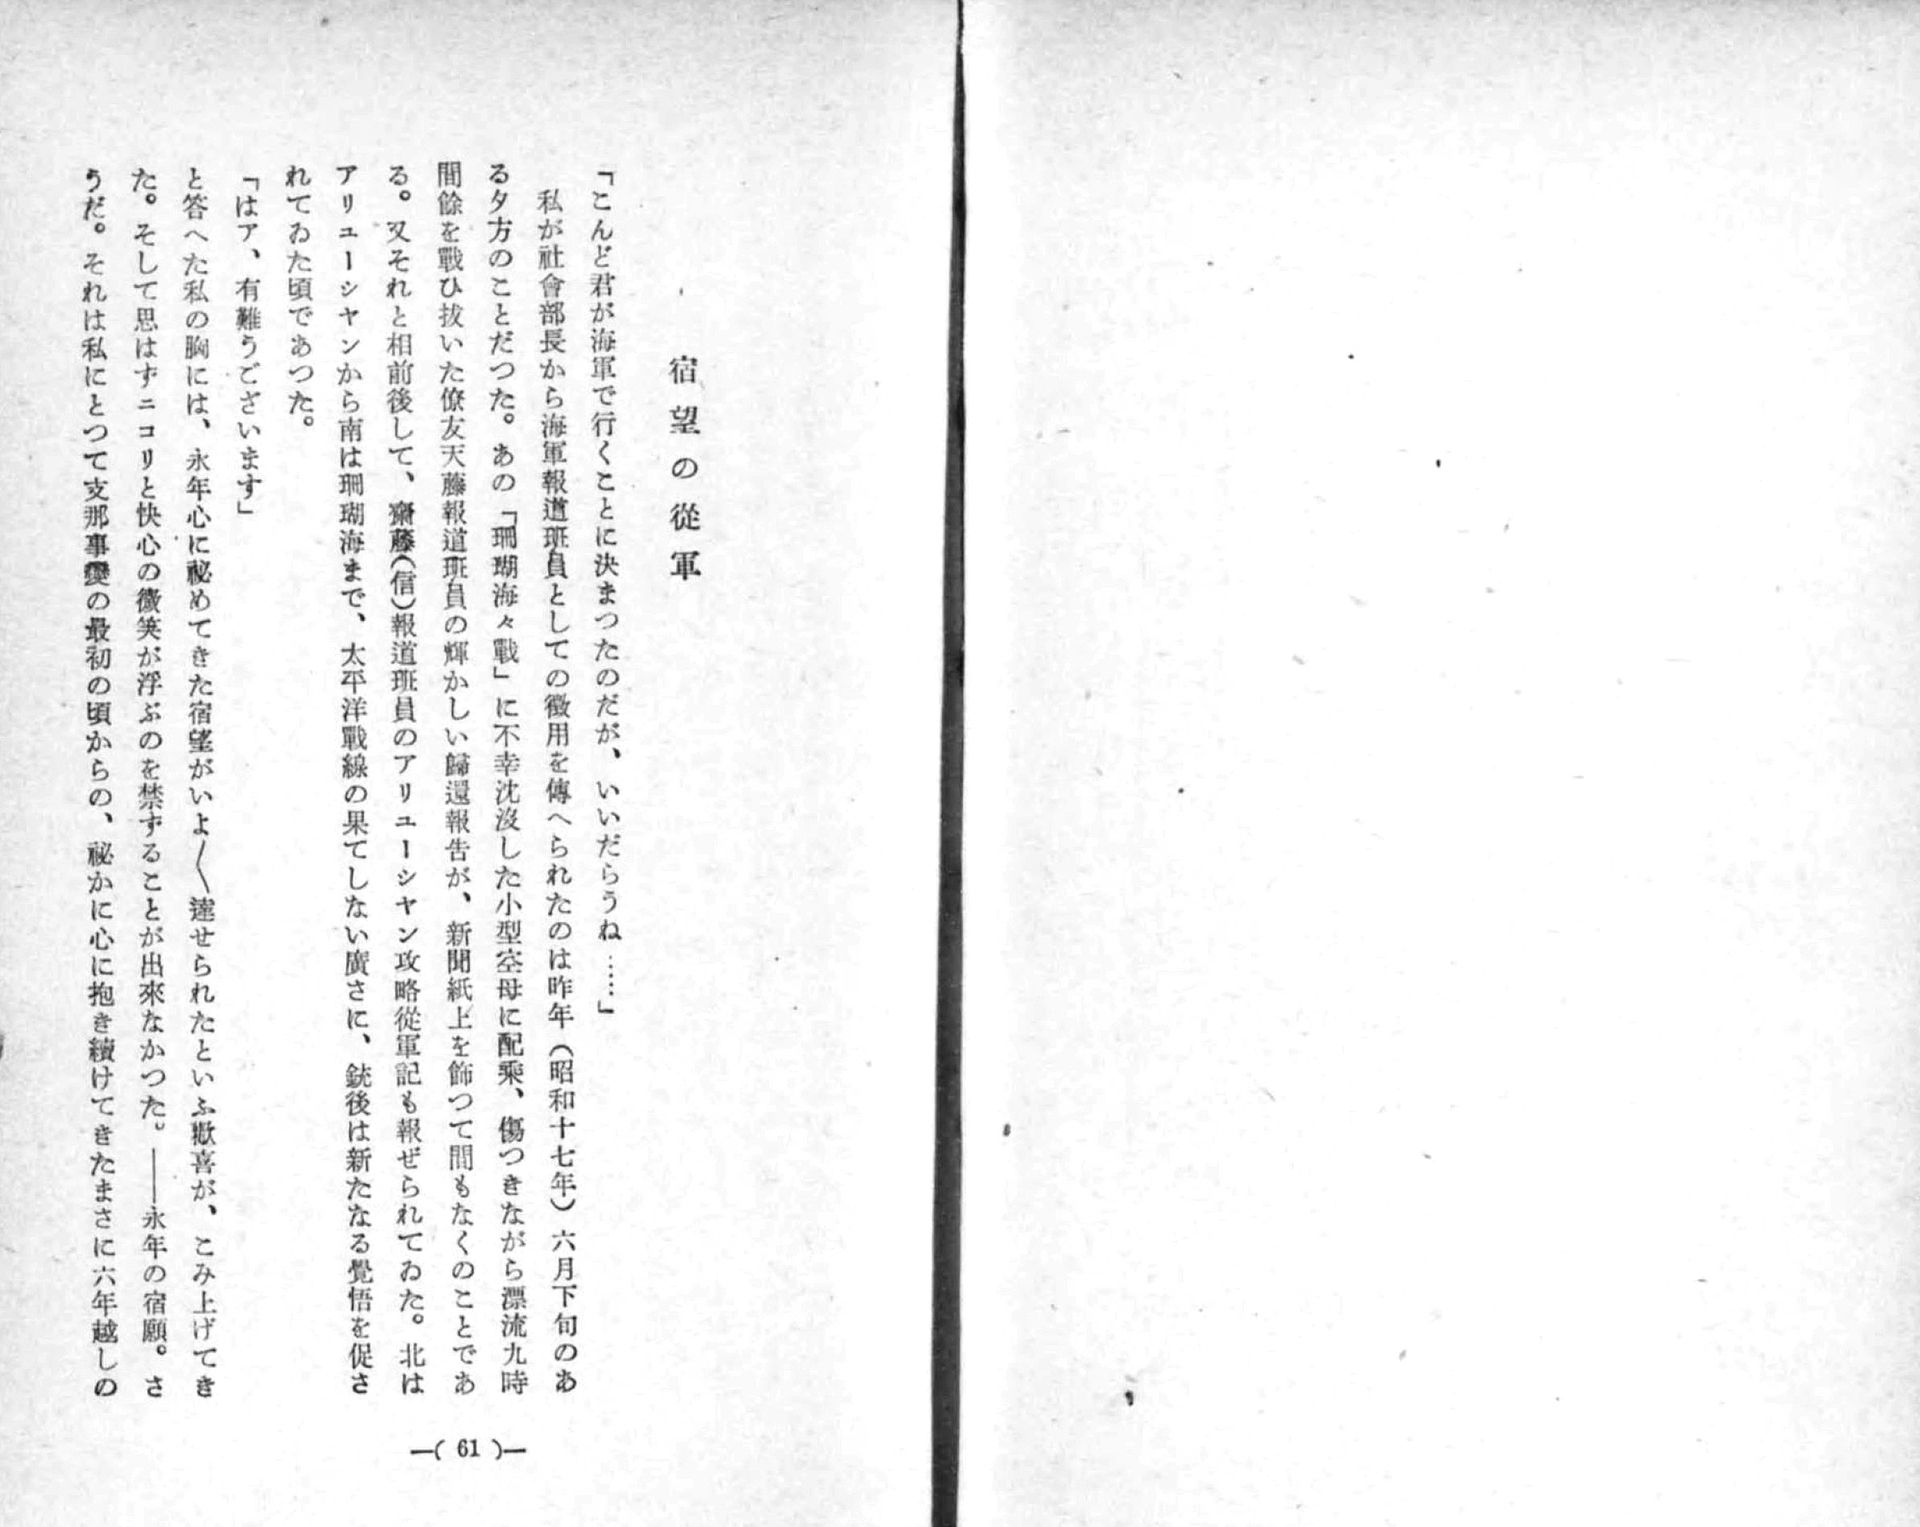 宿望の從軍
「こんど君が海軍で行くことに決まつたのだが、いいだらうね……」
私が社會部長から海軍報道班員としての徴用を傳へられたのは昨年（昭和十七年）六月下旬のあ
る夕方のことだつた。あの「珊瑚海々戰」に不幸沈沒した小型空母に配乘、傷つきながら漂流九時
間餘を戰ひ拔いた僚友天藤報道班員の輝かしい歸還報告が、新聞紙上を飾つて間もなくのことであ
る。又それと相前後して、齋藤（信）報道班員のアリューシヤン攻略從軍記も報ぜられてゐた。北は
アリューシヤンから南は珊瑚海まで、太平洋戰線の果てしない廣さに、銃後は新たなる覺悟を促さ
れてゐた頃であつた。
「はア、有難うございます」
と答へた私の胸には、永年心に祕めてきた宿望がいよ〱達せられたといふ歡喜が、こみ上げてき
た。そして思はずニコリと快心の微笑が浮ぶのを禁ずることが出來なかつた。——永年の宿願。さ
うだ。それは私にとつて支那事變の最初の頃からの、祕かに心に抱き續けてきたまさに六年越しの
—( 61 )—